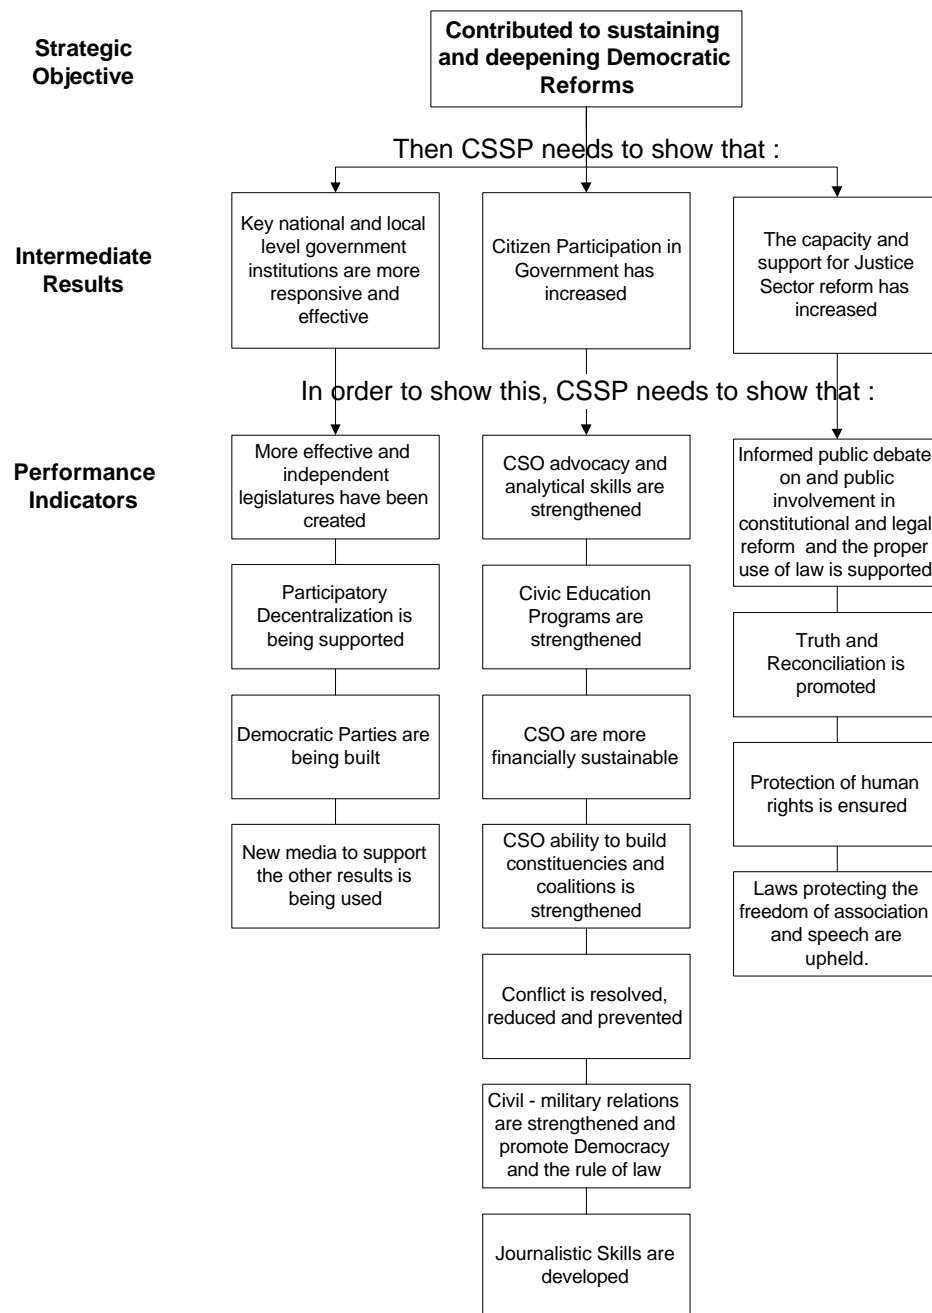 Strategic
Objective
Contributed to sustaining
and deepening Democratic
Reforms
Then CSSP needs to show that :
Intermediate
Results
Key national and local
level government
institutions are more
responsive and
effective
Citizen Participation in
Government has
increased
The capacity and
support for Justice
Sector reform has
increased
In order to show this, CSSP needs to show that :
Performance
Indicators
More effective and
independent
legislatures have been
created
Participatory
Decentralization is
being supported
Democratic Parties are
being built
New media to support
the other results is
being used
CSO advocacy and
analytical skills are
strengthened
Civic Education
Programs are
strengthened
CSO are more
financially sustainable
CSO ability to build
constituencies and
coalitions is
strengthened
Conflict is resolved,
reduced and prevented
Civil - military relations
are strengthened and
promote Democracy
and the rule of law
Journalistic Skills are
developed
Informed public debate
on and public
involvement in
constitutional and legal
reform and the proper
use of law is supported
Truth and
Reconciliation is
promoted
Protection of human
rights is ensured
Laws protecting the
freedom of association
and speech are
upheld.